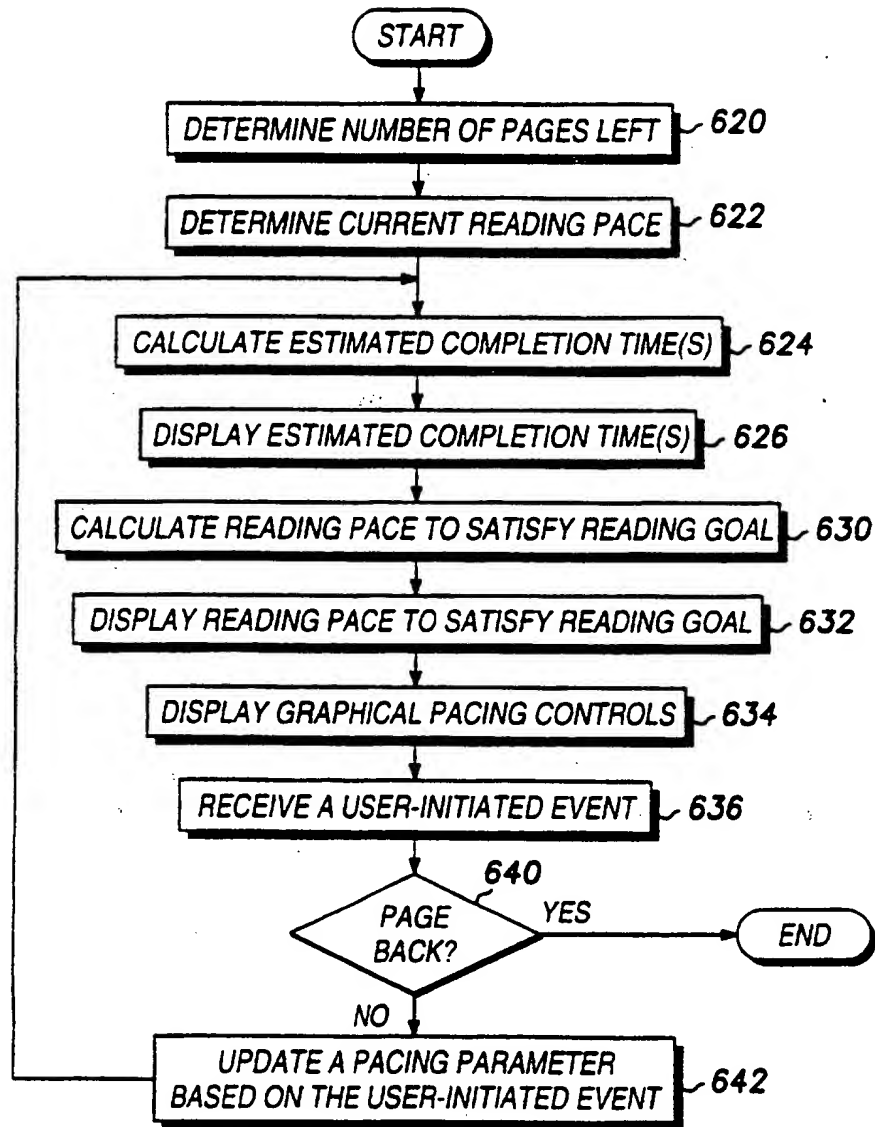 START
DETERMINE NUMBER OF PAGES LEFT 620
DETERMINE CURRENT READING PACE 622
CALCULATE ESTIMATED COMPLETION TIME(S) 624
DISPLAY ESTIMATED COMPLETION TIME(S) 626
CALCULATE READING PACE TO SATISFY READING GOAL 630
DISPLAY READING PACE TO SATISFY READING GOAL 632
DISPLAY GRAPHICAL PACING CONTROLS 634
RECEIVE A USER-INITIATED EVENT 636
640
PAGE
BACK?
YES
END
NO
UPDATE A PACING PARAMETER
BASED ON THE USER-INITIATED EVENT 642